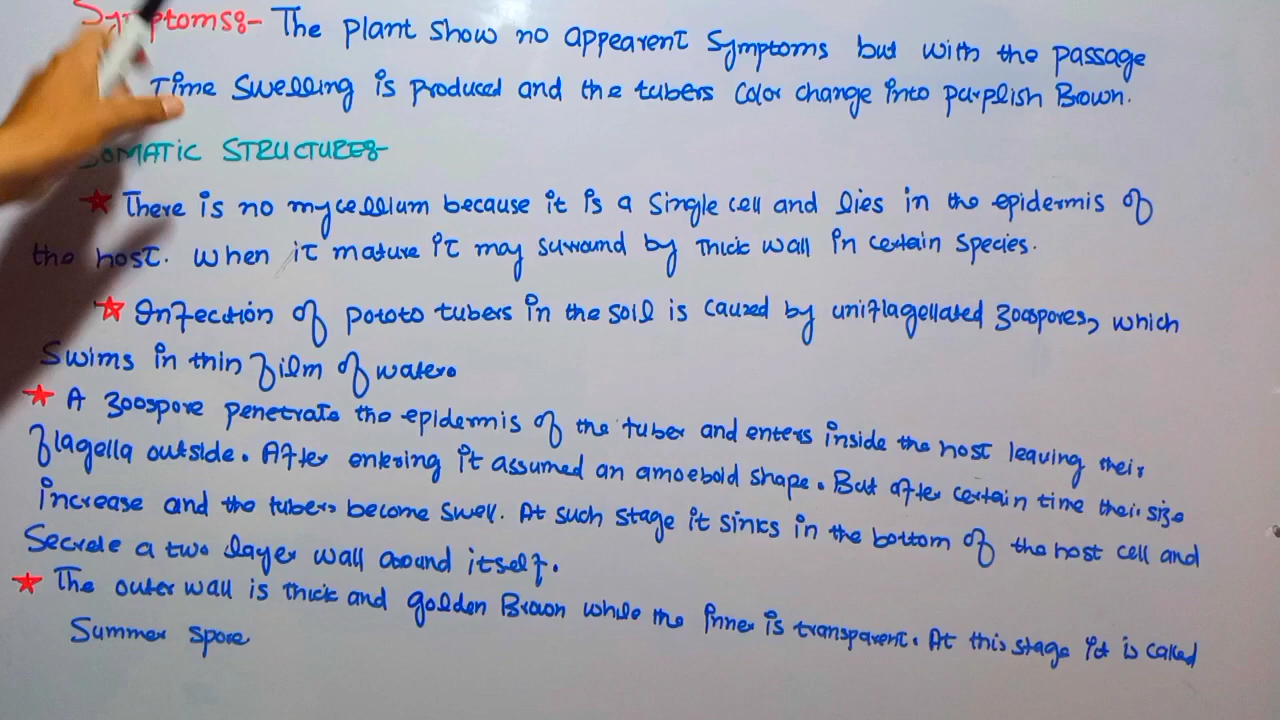 Symptoms:- The plant show no appearent symptoms but with the passage
Time swelling is produced and the tubers color change into purplish Brown.
SOMATIC STRUCTURE:-
★ There is no mycellium because it is a single cell and lies in the epidermis of
the host. When it mature it may surround by thick wall in certain species.
★ Infection of pototo tubers in the soil is caused by uniflagellated zoospores, which
swims in thin film of water.
★ A zoospore penetrate the epidermis of the tuber and enters inside the host leaving their
flagella outside. After entering it assumed an amoeboid shape. But after certain time their size
increase and the tubers become swell. At such stage it sinks in the bottom of the host cell and
Secrete a two layer wall around itself.
★ The outer wall is thick and golden Brown while the inner is transparent. At this stage it is called
Summer spore